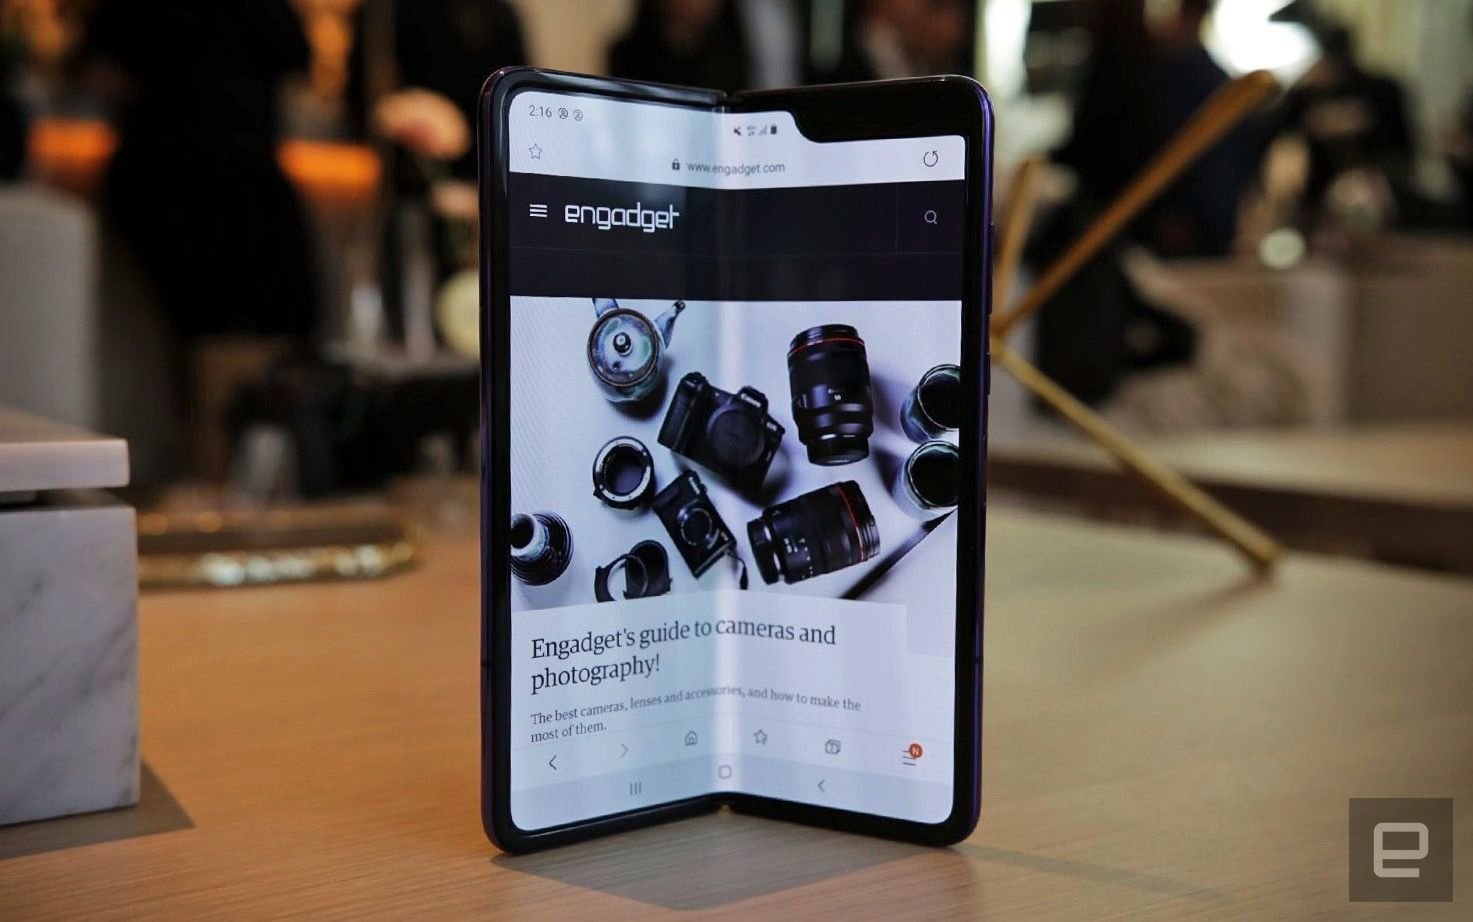 2:16
www.engadget.com
engadget
Canon
Engadget's guide to cameras and
photography!
The best cameras, lenses and accessories, and how to make the
most of them.
N
e